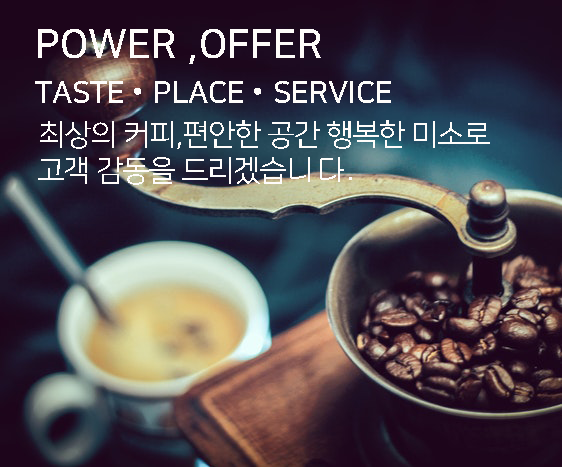 POWER ,OFFER
TASTE • PLACE • SERVICE
최상의 커피,편안한 공간 행복한 미소로
고객 감동을 드리겠습니다.